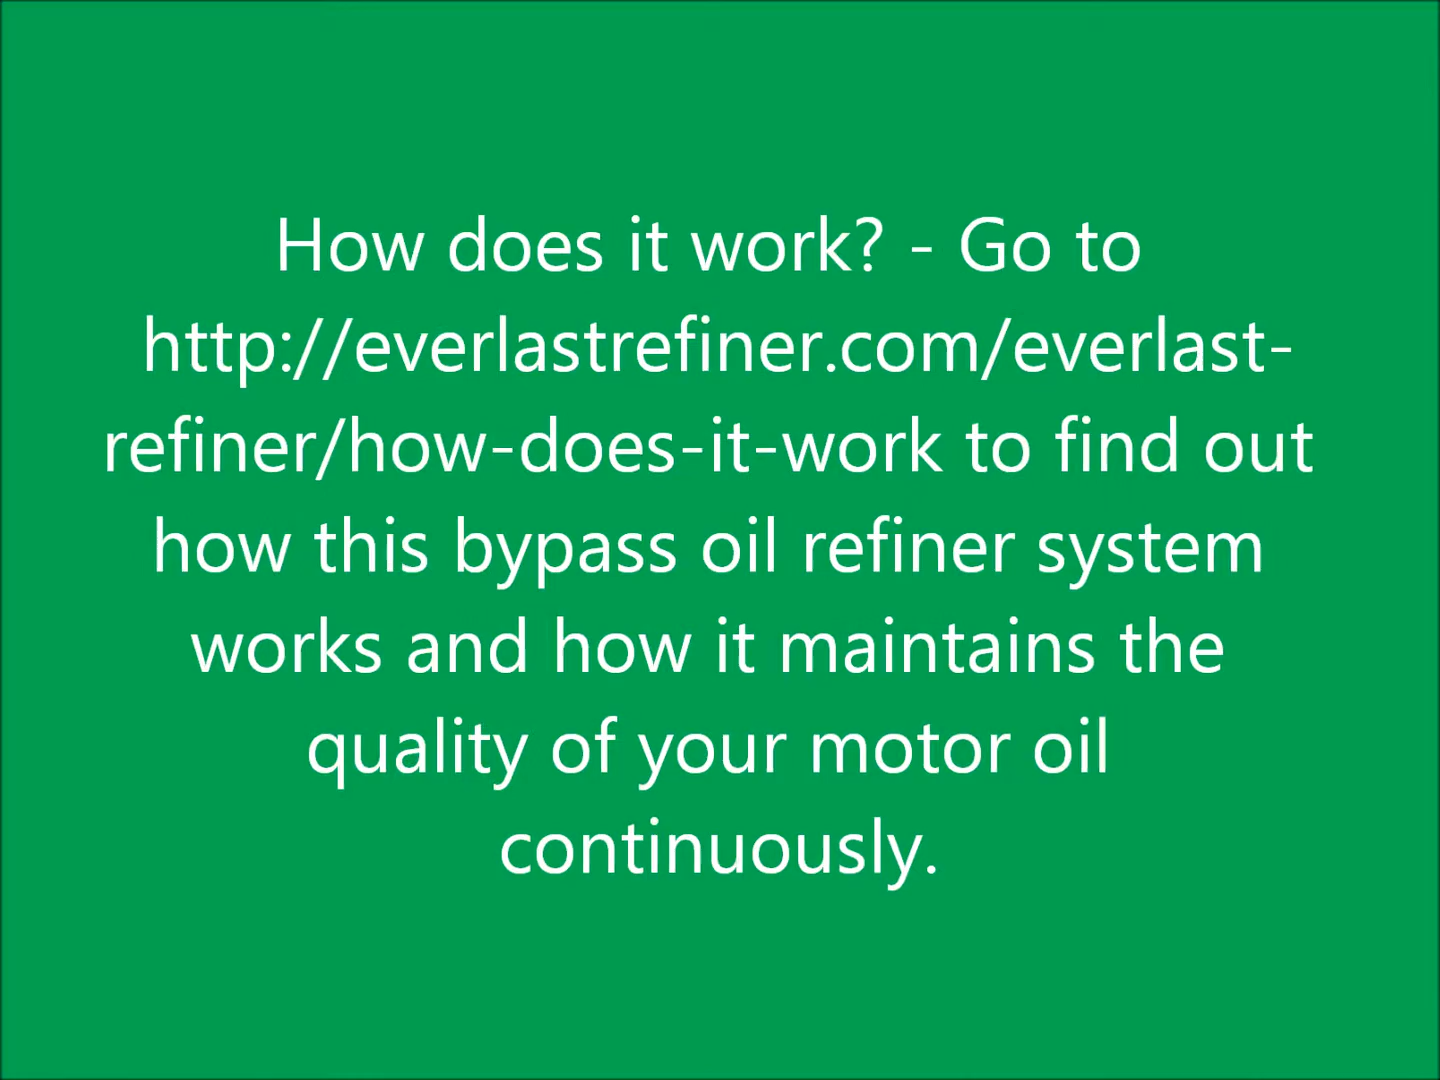 How does it work? - Go to
http://everlastrefiner.com/everlast-
refiner/how-does-it-work to find out
how this bypass oil refiner system
works and how it maintains the
quality of your motor oil
continuously.